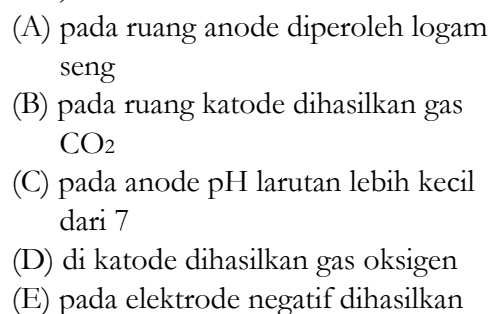 (A) pada ruang anode diperoleh logam
seng
(B) pada ruang katode dihasilkan gas
CO2
(C) pada anode pH larutan lebih kecil
dari 7
(D) di katode dihasilkan gas oksigen
(E) pada elektrode negatif dihasilkan